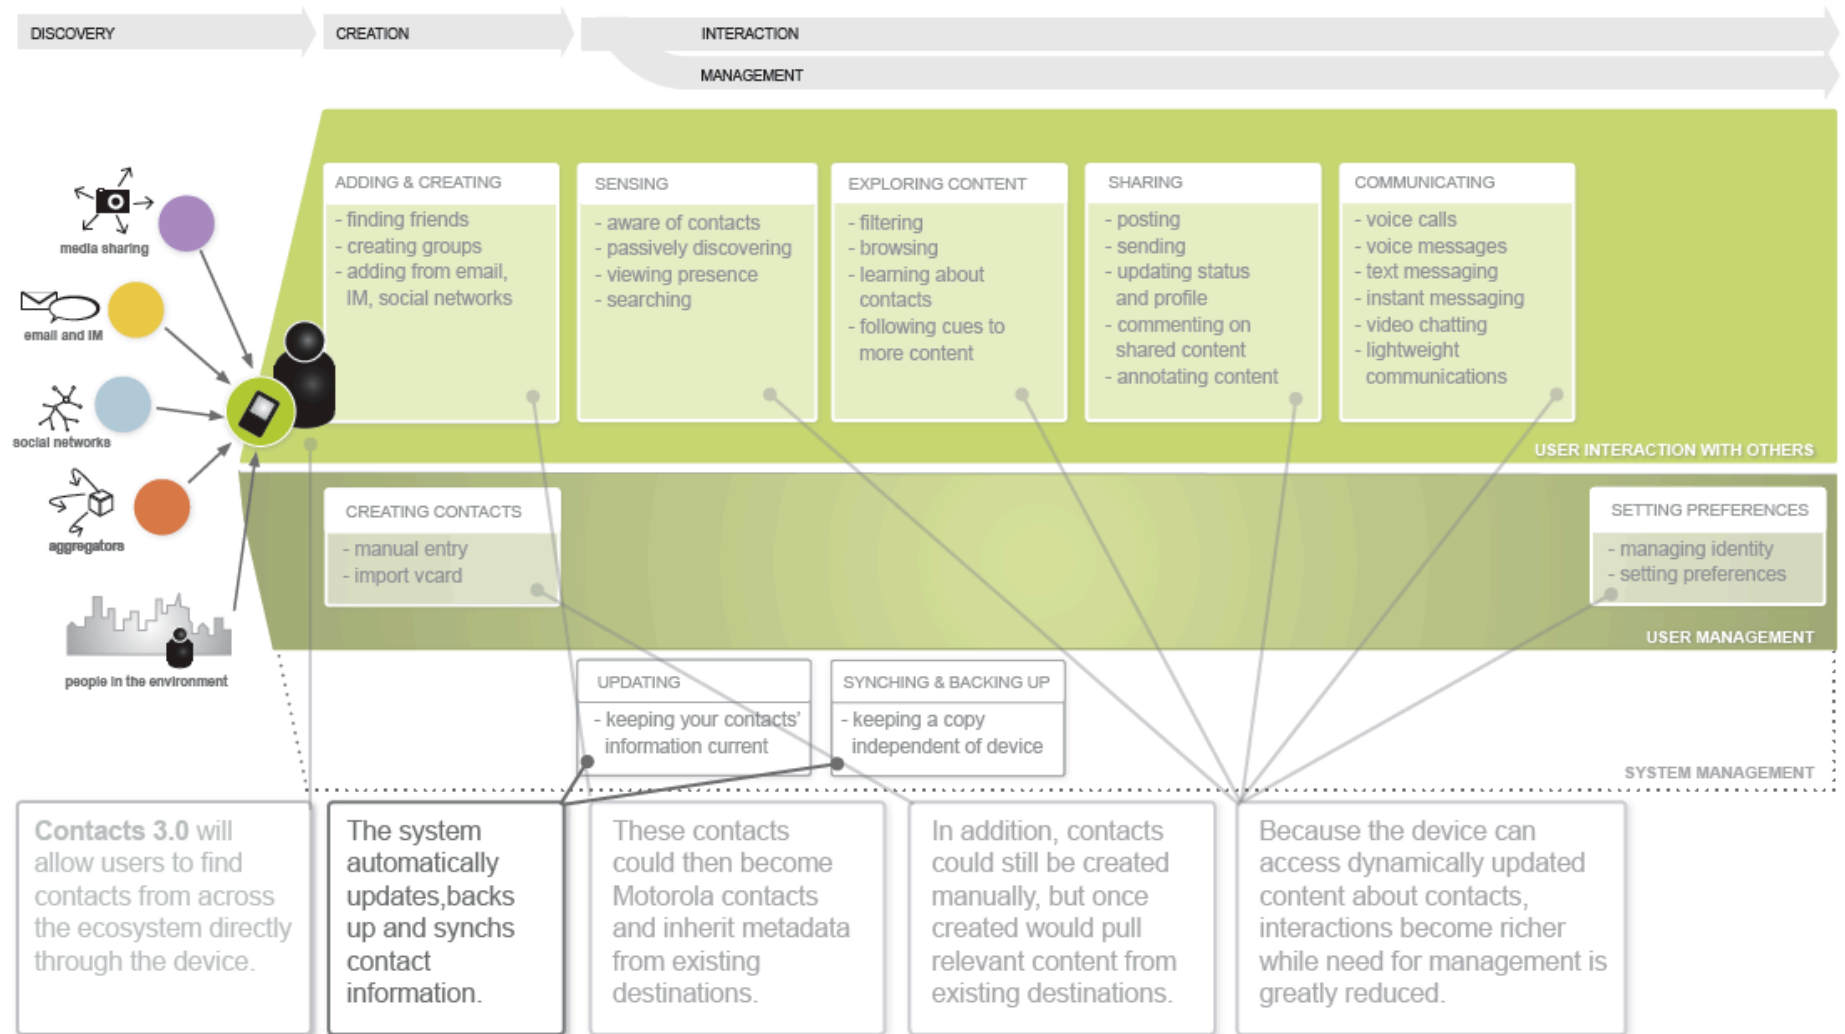 DISCOVERY
CREATION
INTERACTION
MANAGEMENT
media sharing
email and IM
social networks
aggregators
people in the environment
ADDING & CREATING
- finding friends
- creating groups
- adding from email,
IM, social networks
SENSING
- aware of contacts
- passively discovering
- viewing presence
- searching
EXPLORING CONTENT
- filtering
- browsing
- learning about
contacts
- following cues to
more content
SHARING
- posting
- sending
- updating status
and profile
- commenting on
shared content
- annotating content
COMMUNICATING
- voice calls
- voice messages
- text messaging
- instant messaging
- video chatting
- lightweight
communications
USER INTERACTION WITH OTHERS
CREATING CONTACTS
- manual entry
- import vcard
SETTING PREFERENCES
- managing identity
- setting preferences
USER MANAGEMENT
UPDATING
- keeping your contacts'
information current
SYNCHING & BACKING UP
- keeping a copy
independent of device
SYSTEM MANAGEMENT
Contacts 3.0 will
allow users to find
contacts from across
the ecosystem directly
through the device.
The system
automatically
updates,backs
up and synchs
contact
information.
These contacts
could then become
Motorola contacts
and inherit metadata
from existing
destinations.
In addition, contacts
could still be created
manually, but once
created would pull
relevant content from
existing destinations.
Because the device can
access dynamically updated
content about contacts,
interactions become richer
while need for management is
greatly reduced.